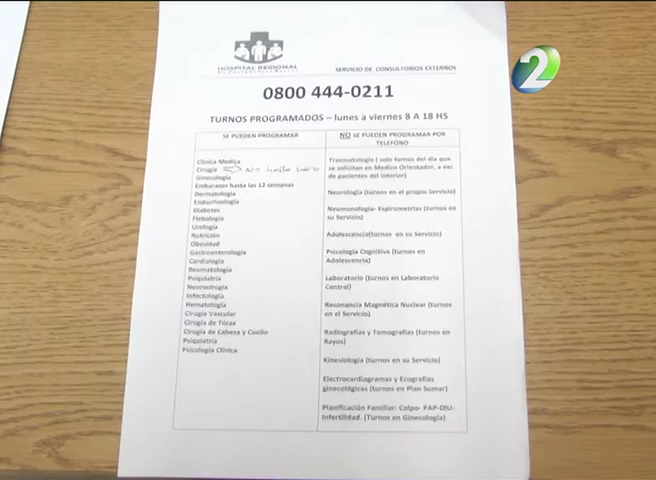 HOSPITAL REGIONAL
SERVICIO DE CONSULTORIOS EXTERNOS
2
0800 444-0211
TURNOS PROGRAMADOS – lunes a viernes 8 A 18 HS
SE PUEDEN PROGRAMAR
Clínica Medica
Cirugía
Ginecología
Embarazos hasta las 12 semanas
Dermatología
Endocrinología
Diabetes
Flebología
Urología
Nutrición
Obesidad
Gastroenterología
Cardiología
Reumatología
Psiquiatría
Neurocirugía
Infectología
Hematología
Cirugía Vascular
Cirugía de Tórax
Cirugía de Cabeza y Cuello
Psiquiatría
Psicología Clínica
NO SE PUEDEN PROGRAMAR POR
TELEFONO
Traumatología ( solo turnos del día que
se solicitan en Medico Orientador, a exc
de pacientes del interior)
Neurología (turnos en el propio Servicio)
Neumonología- Espirometrías (turnos en
su Servicio)
Adolescencia(turnos en su Servicio)
Psicología Cognitiva (turnos en
Adolescencia)
Laboratorio (turnos en Laboratorio
Central)
Resonancia Magnética Nuclear (turnos
en el Servicio)
Radiografías y Tomografías (turnos en
Rayos)
Kinesiología (turnos en su Servicio)
Electrocardiogramas y Ecografías
ginecológicas (turnos en Plan Sumar)
Planificación Familiar: Colpo- PAP-DIU-
Infertilidad. (Turnos en Ginecología)